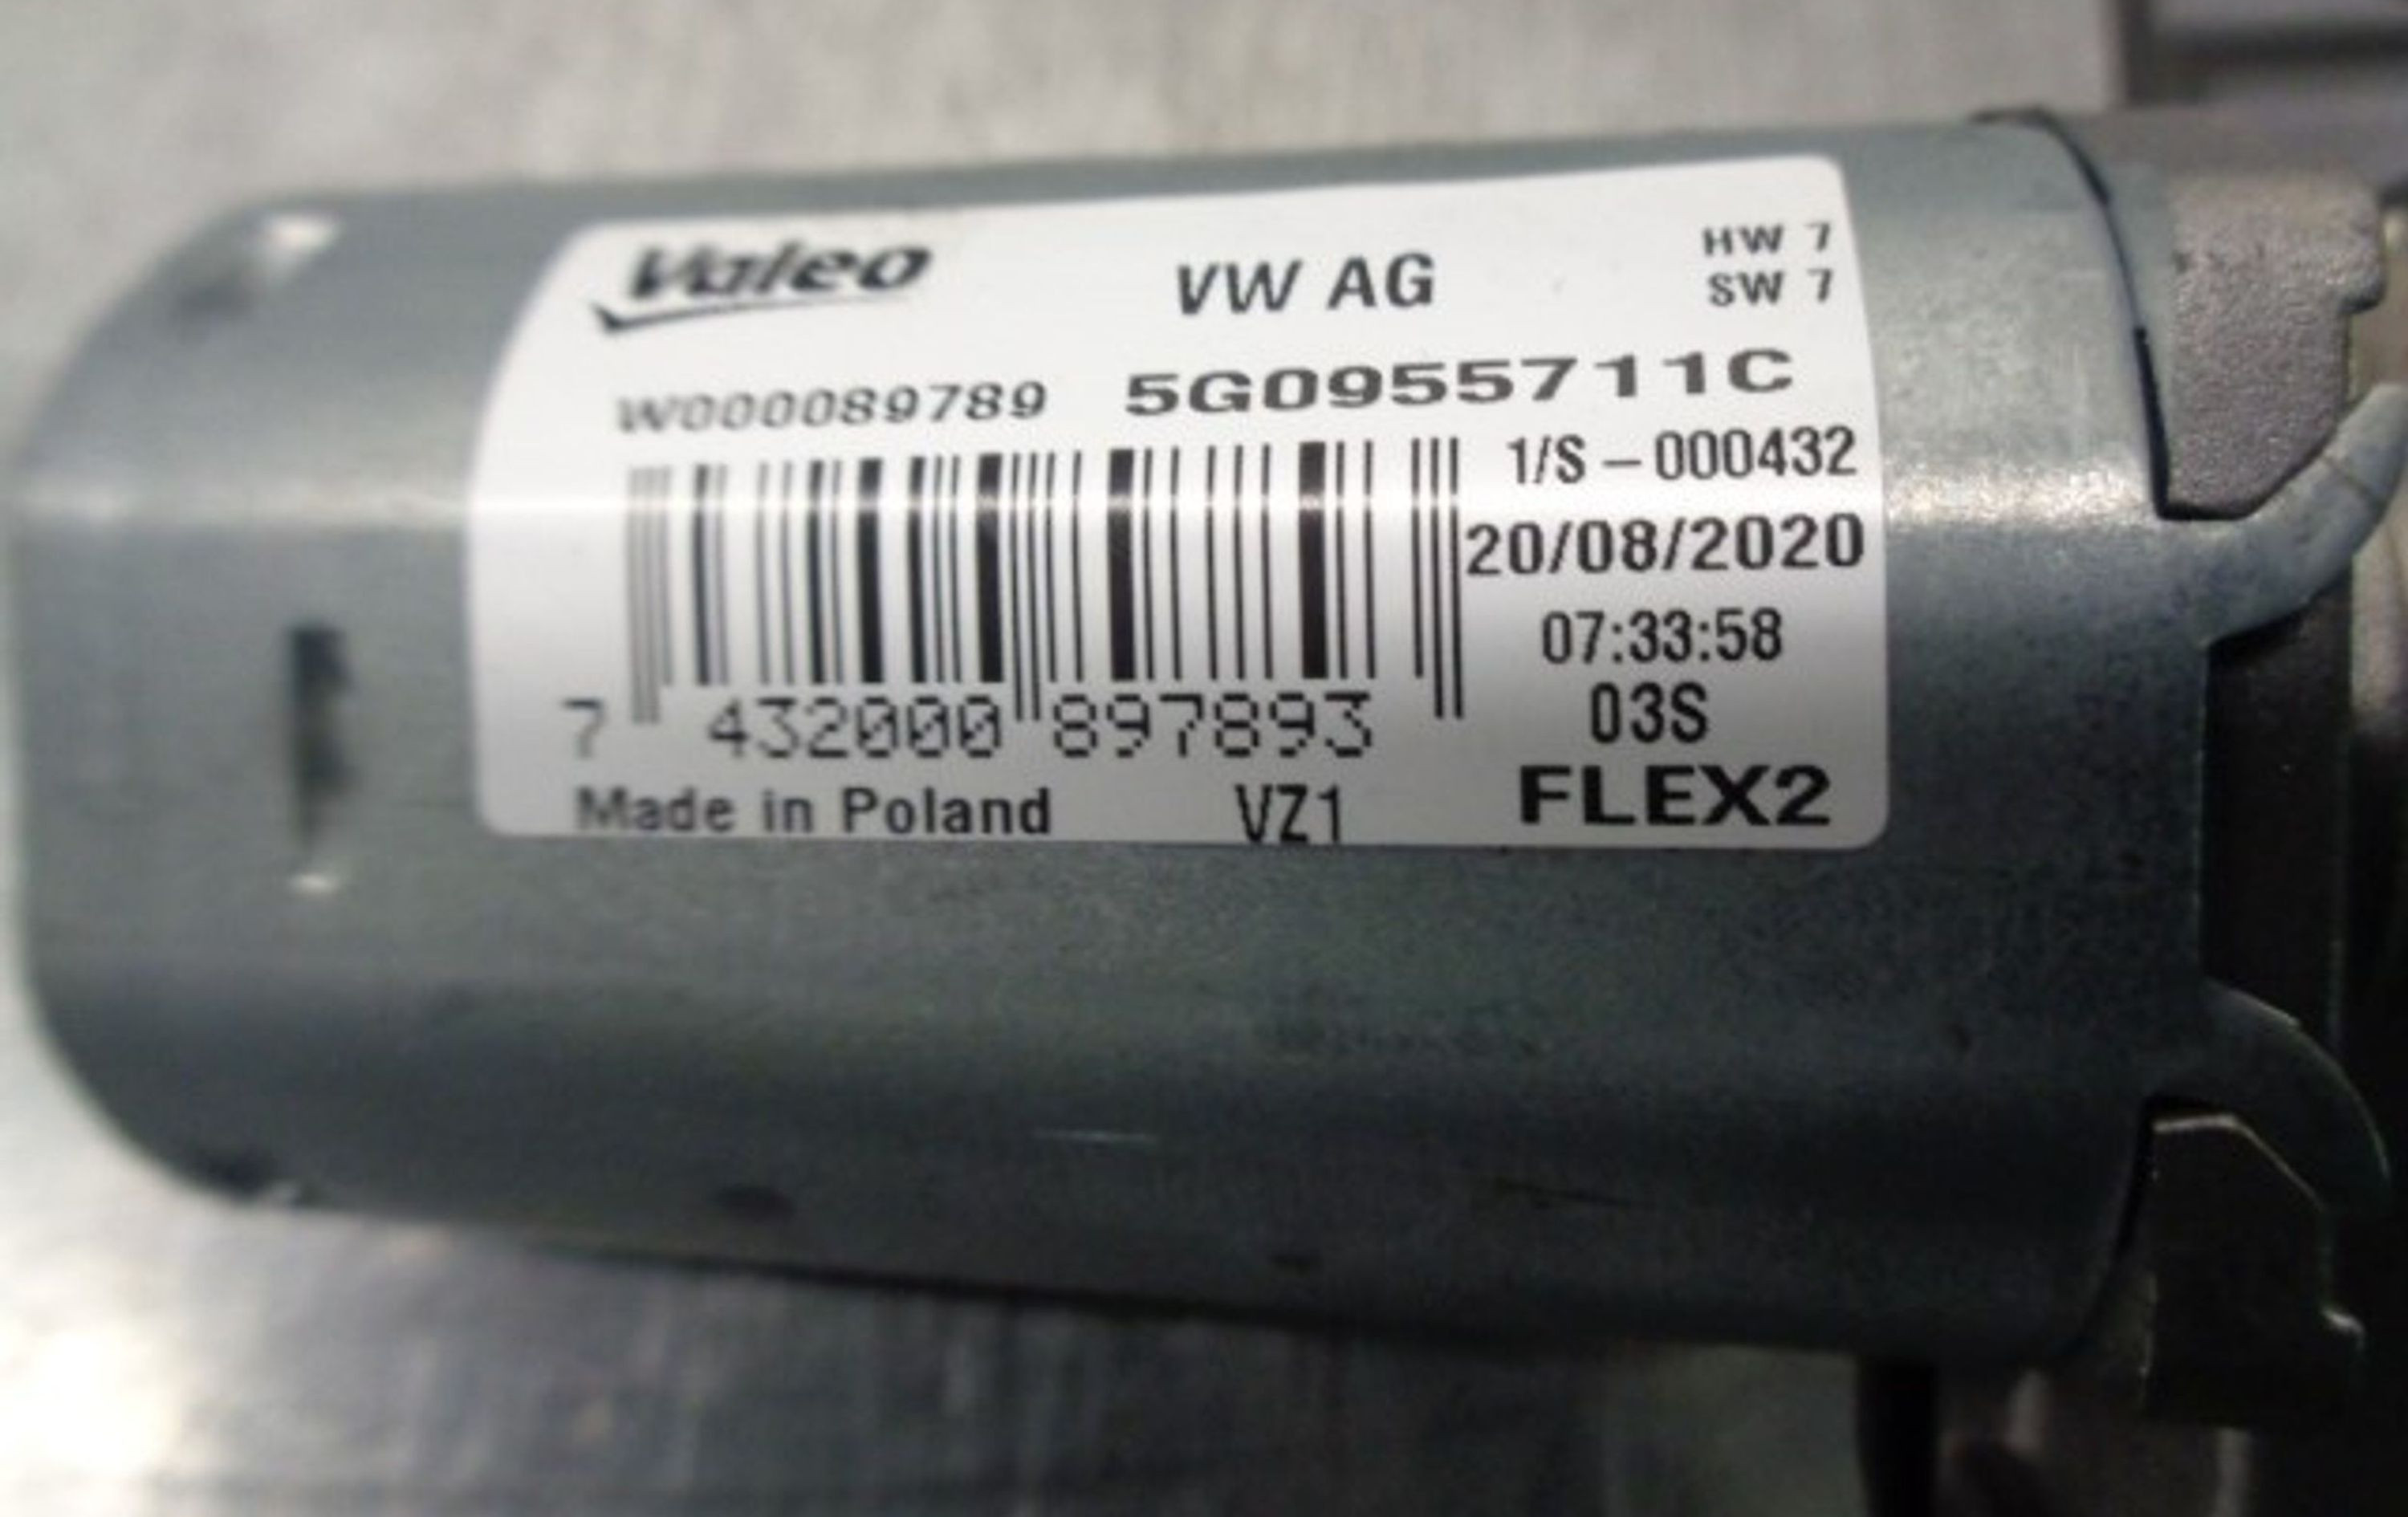 Valeo
VW AG
HW 7
SW 7
W000089789 5G0955711C
1/S – 000432
20/08/2020
07:33:58
03S
7 432000 897893
Made in Poland VZ1 FLEX2